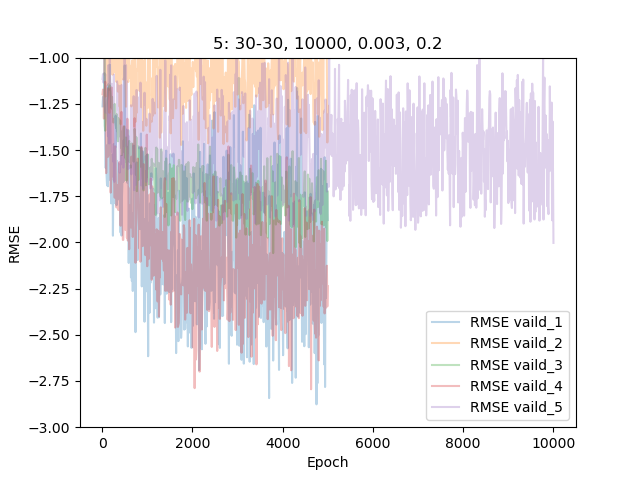 5: 30-30, 10000, 0.003, 0.2
−1.00
−1.25
−1.50
−1.75
−2.00
−2.25
−2.50
−2.75
−3.00
RMSE
RMSE vaild_1
RMSE vaild_2
RMSE vaild_3
RMSE vaild_4
RMSE vaild_5
0 2000 4000 6000 8000 10000
Epoch